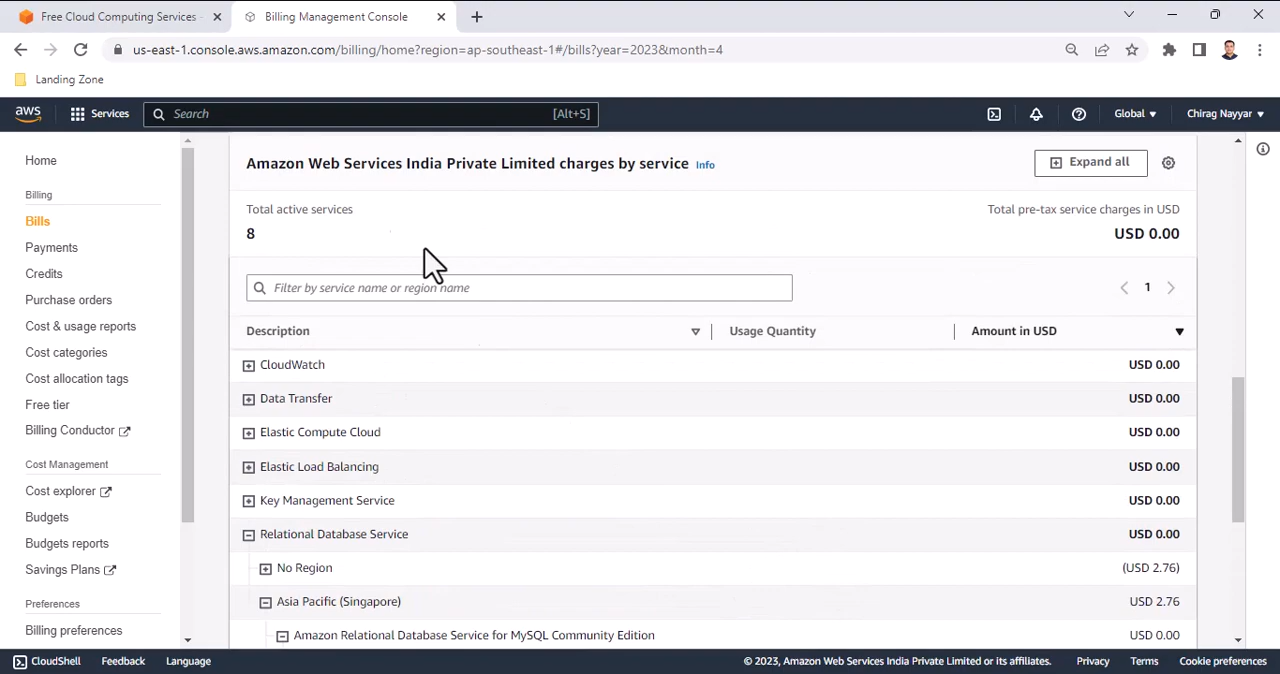 Free Cloud Computing Services
Billing Management Console
us-east-1.console.aws.amazon.com/billing/home?region=ap-southeast-1#/bills?year=2023&month=4
Landing Zone
aws
Services
Search
[Alt+S]
Global
Chirag Nayyar
Home
Billing
Bills
Payments
Credits
Purchase orders
Cost & usage reports
Cost categories
Cost allocation tags
Free tier
Billing Conductor
Cost Management
Cost explorer
Budgets
Budgets reports
Savings Plans
Preferences
Billing preferences
Amazon Web Services India Private Limited charges by service Info
Expand all
Total active services
8
Total pre-tax service charges in USD
USD 0.00
Filter by service name or region name
1
Description Usage Quantity Amount in USD
CloudWatch USD 0.00
Data Transfer USD 0.00
Elastic Compute Cloud USD 0.00
Elastic Load Balancing USD 0.00
Key Management Service USD 0.00
Relational Database Service USD 0.00
No Region (USD 2.76)
Asia Pacific (Singapore) USD 2.76
Amazon Relational Database Service for MySQL Community Edition USD 0.00
CloudShell Feedback Language © 2023, Amazon Web Services India Private Limited or its affiliates. Privacy Terms Cookie preferences